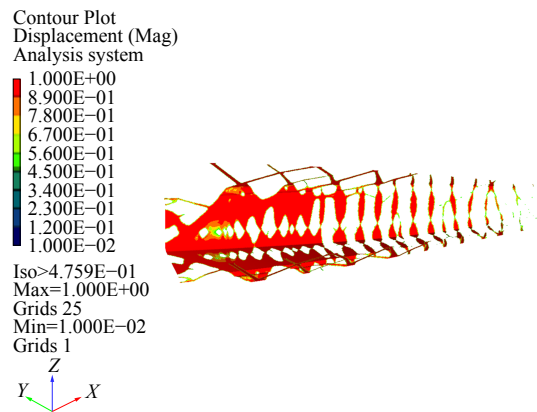 Contour Plot
Displacement (Mag)
Analysis system
1.000E+00
8.900E−01
7.800E−01
6.700E−01
5.600E−01
4.500E−01
3.400E−01
2.300E−01
1.200E−01
1.000E−02
Iso>4.759E−01
Max=1.000E+00
Grids 25
Min=1.000E−02
Grids 1
Z
Y X